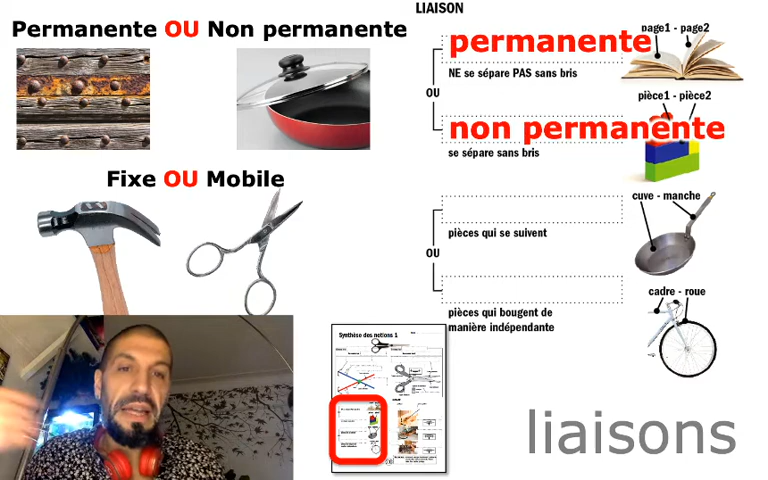 Permanente OU Non permanente
Fixe OU Mobile
LIAISON
permanente
page1 - page2
NE se sépare PAS sans bris
OU
pièce1 - pièce2
non permanente
se sépare sans bris
cuve - manche
pièces qui se suivent
OU
cadre - roue
pièces qui bougent de
manière indépendante
Synthèse des notions 1
liaisons